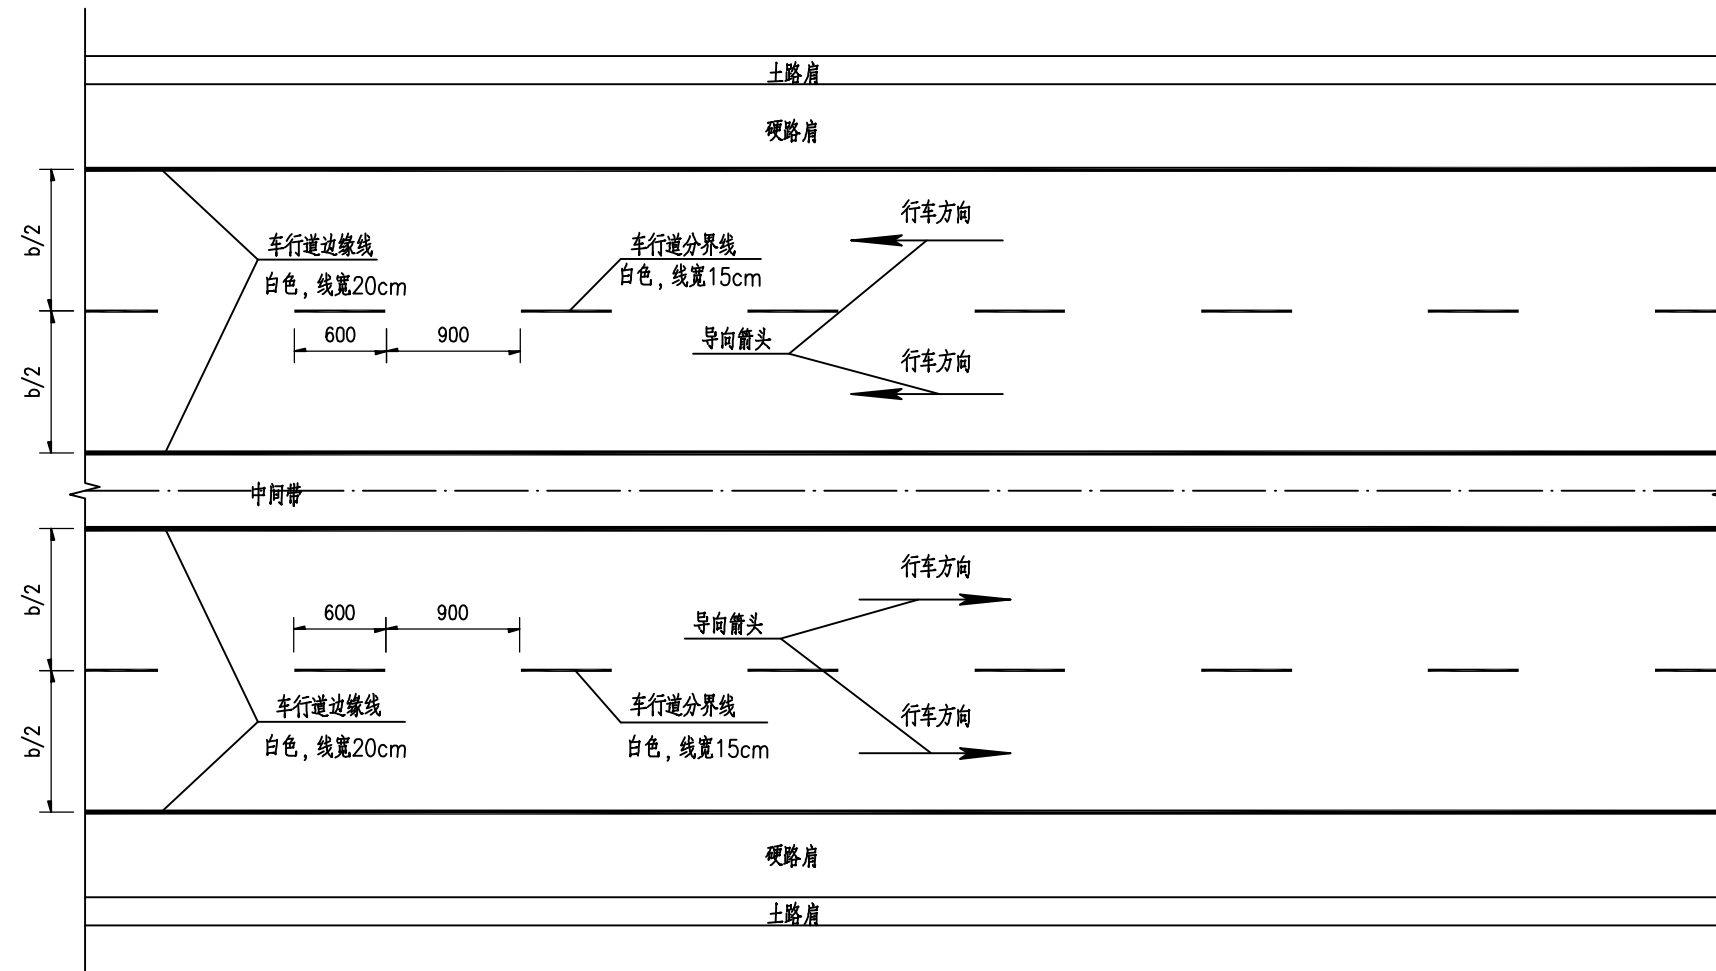 土路肩
硬路肩
行车方向
b/2
车行道边缘线
白色，线宽20cm
车行道分界线
白色，线宽15cm
600
900
导向箭头
行车方向
b/2
中间带
行车方向
b/2
600
900
导向箭头
车行道边缘线
白色，线宽20cm
车行道分界线
白色，线宽15cm
行车方向
b/2
硬路肩
土路肩